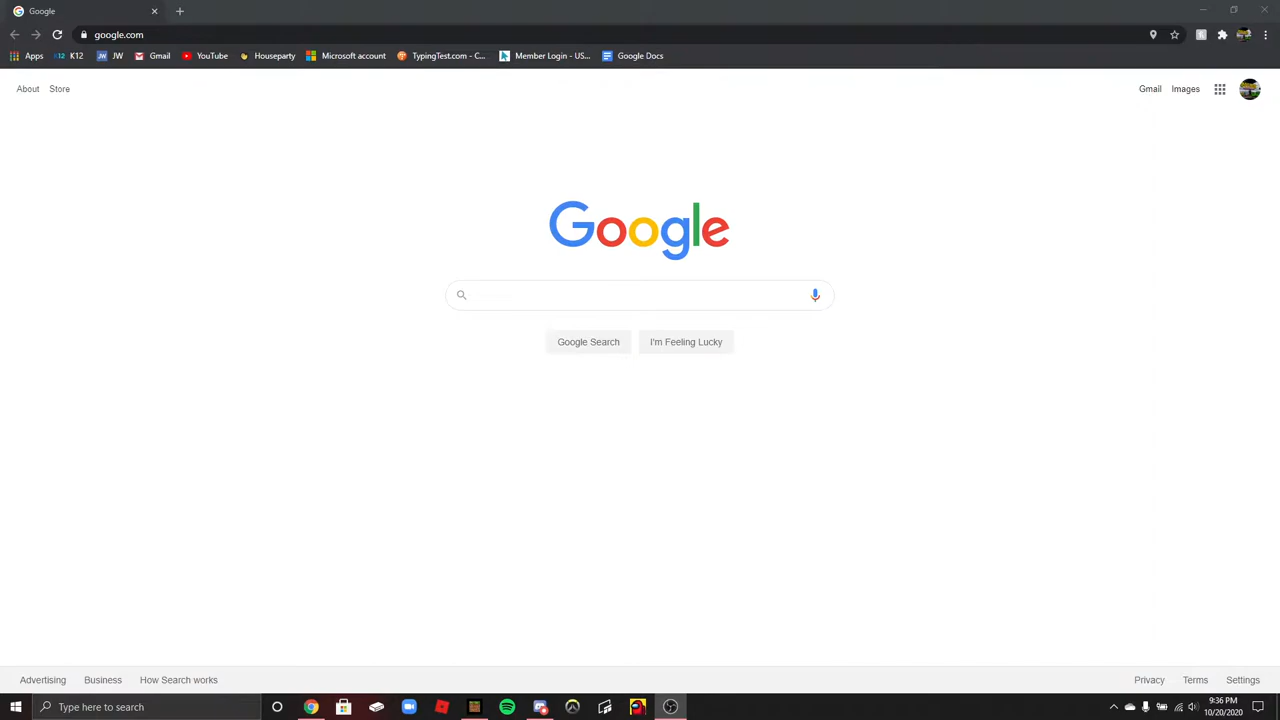 Google
google.com
Apps K12 JW Gmail YouTube Houseparty Microsoft account TypingTest.com - C... Member Login - US... Google Docs
About Store Gmail Images
Google
Google Search I'm Feeling Lucky
Advertising Business How Search works Privacy Terms Settings
Type here to search
9:36 PM
10/20/2020